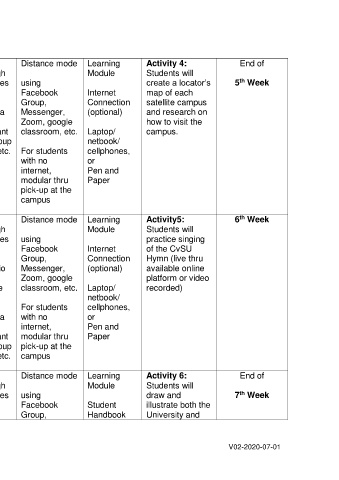 Distance mode
Learning
Activity 4:
End of
gh
Module
Students will
es
using
create a locator's
5th Week
Facebook
Internet
map of each
Group,
Connection
satellite campus
a
Messenger,
(optional)
and research on
Zoom, google
how to visit the
nt
classroom, etc.
Laptop/
campus.
oup
netbook/
etc.
For students
cellphones,
with no
or
internet,
Pen and
modular thru
Paper
pick-up at the
campus
Distance mode
Learning
Activity5:
6th Week
gh
Module
Students will
es
using
practice singing
Facebook
Internet
of the CvSU
Group,
Connection
Hymn (live thru
o
Messenger,
(optional)
available online
Zoom, google
platform or video
e
classroom, etc.
Laptop/
recorded)
netbook/
For students
cellphones,
a
with no
or
internet,
Pen and
nt
modular thru
Paper
oup
pick-up at the
etc.
campus
Distance mode
Learning
Activity 6:
End of
gh
Module
Students will
es
using
draw and
7th Week
Facebook
Student
illustrate both the
Group,
Handbook
University and
V02-2020-07-01